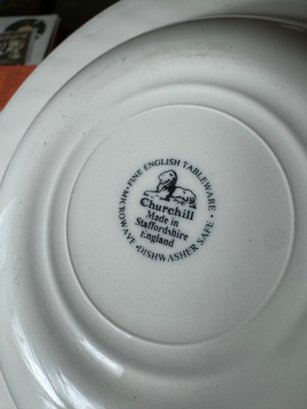 • FINE ENGLISH TABLEWARE •
Churchill
Made in
Staffordshire
England
MICROWAVE • DISHWASHER SAFE